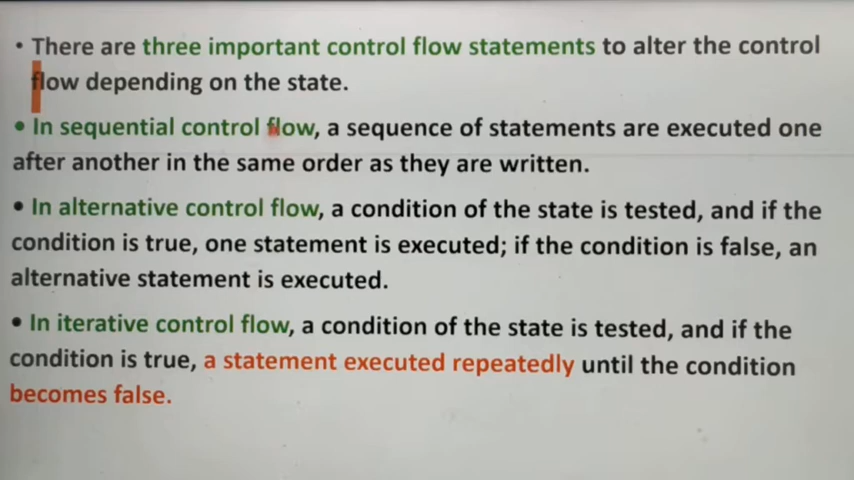 • There are three important control flow statements to alter the control
flow depending on the state.
• In sequential control flow, a sequence of statements are executed one
after another in the same order as they are written.
• In alternative control flow, a condition of the state is tested, and if the
condition is true, one statement is executed; if the condition is false, an
alternative statement is executed.
• In iterative control flow, a condition of the state is tested, and if the
condition is true, a statement executed repeatedly until the condition
becomes false.